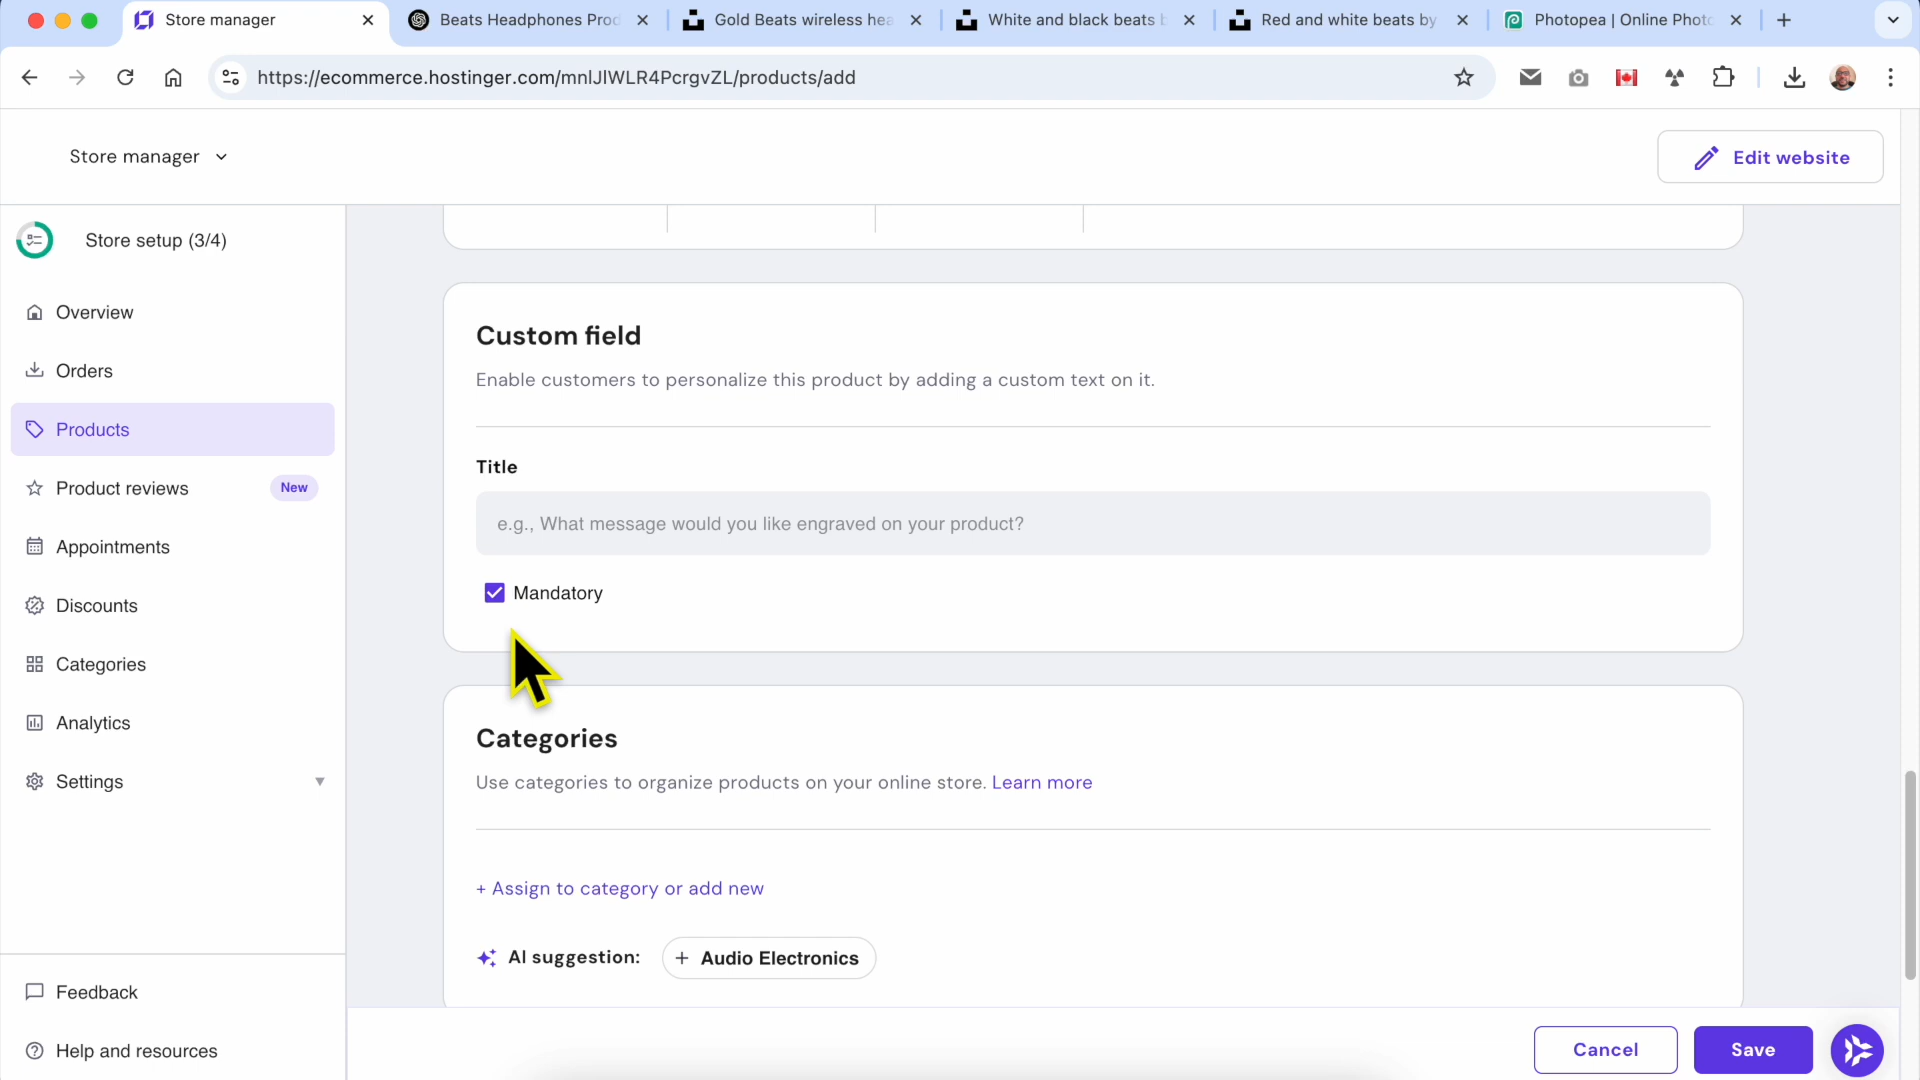 Store manager
Beats Headphones Prod
Gold Beats wireless hea
White and black beats b
Red and white beats by
Photopea | Online Photo
https://ecommerce.hostinger.com/mnlJlWLR4PcrgvZL/products/add
Store manager
Edit website
Store setup (3/4)
Overview
Orders
Products
Product reviews
New
Appointments
Discounts
Categories
Analytics
Settings
Feedback
Help and resources
Custom field
Enable customers to personalize this product by adding a custom text on it.
Title
e.g., What message would you like engraved on your product?
Mandatory
Categories
Use categories to organize products on your online store. Learn more
+ Assign to category or add new
AI suggestion:
+ Audio Electronics
Cancel
Save